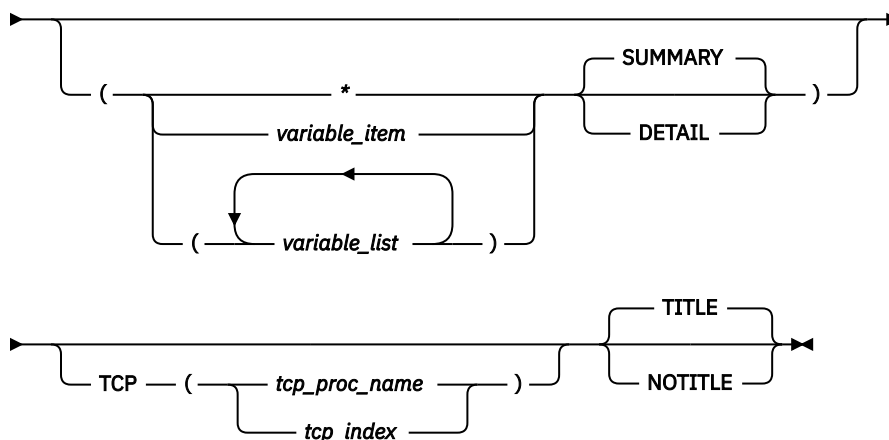 SUMMARY
( * )
variable_item
DETAIL
( variable_list )
TITLE
TCP ( tcp_proc_name )
NOTITLE
tcp_index